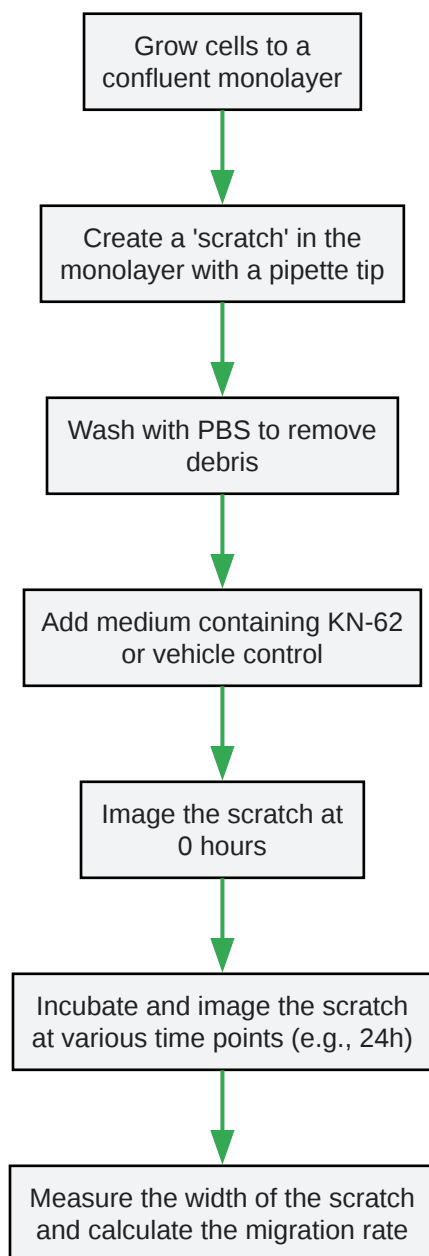 Grow cells to a
confluent monolayer
Create a 'scratch' in the
monolayer with a pipette tip
Wash with PBS to remove
debris
Add medium containing KN-62
or vehicle control
Image the scratch at
0 hours
Incubate and image the scratch
at various time points (e.g., 24h)
Measure the width of the scratch
and calculate the migration rate